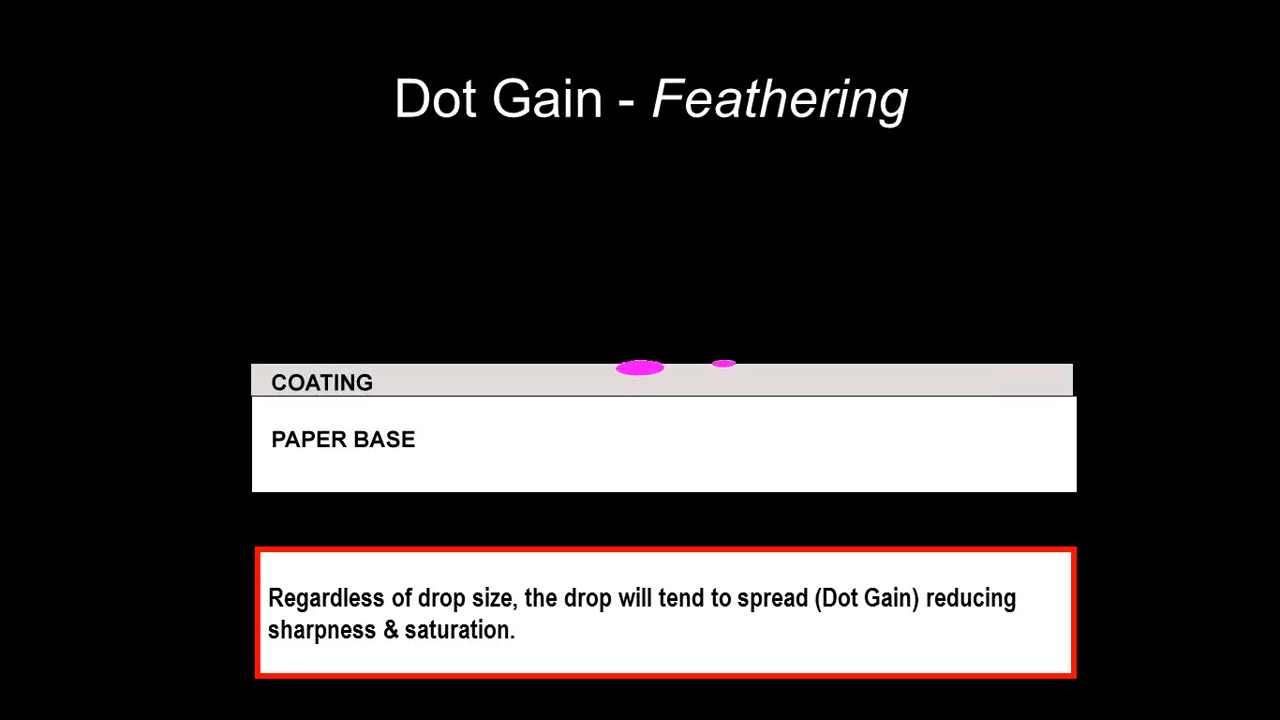 Dot Gain - Feathering
COATING
PAPER BASE
Regardless of drop size, the drop will tend to spread (Dot Gain) reducing
sharpness & saturation.